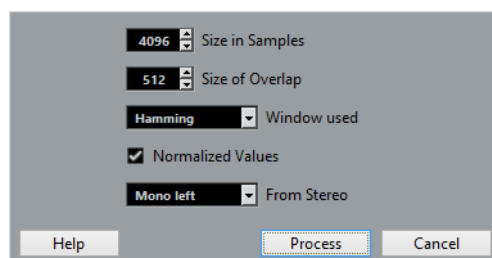 4096 Size in Samples
512 Size of Overlap
Hamming Window used
Normalized Values
Mono left From Stereo
Help Process Cancel